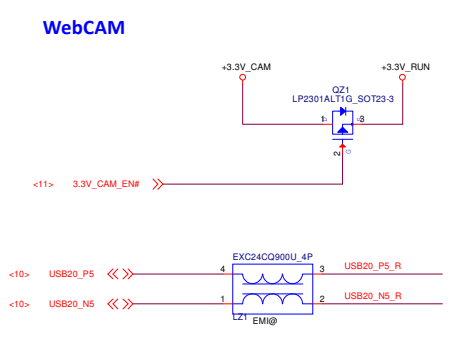 WebCAM
+3.3V_CAM
+3.3V_RUN
QZ1
LP2301ALT1G_SOT23-3
1
3
2
G
<11> 3.3V_CAM_EN#
EXC24CQ900U_4P
<10> USB20_P5
4
3
USB20_P5_R
<10> USB20_N5
1
2
USB20_N5_R
LZ1
EMI@